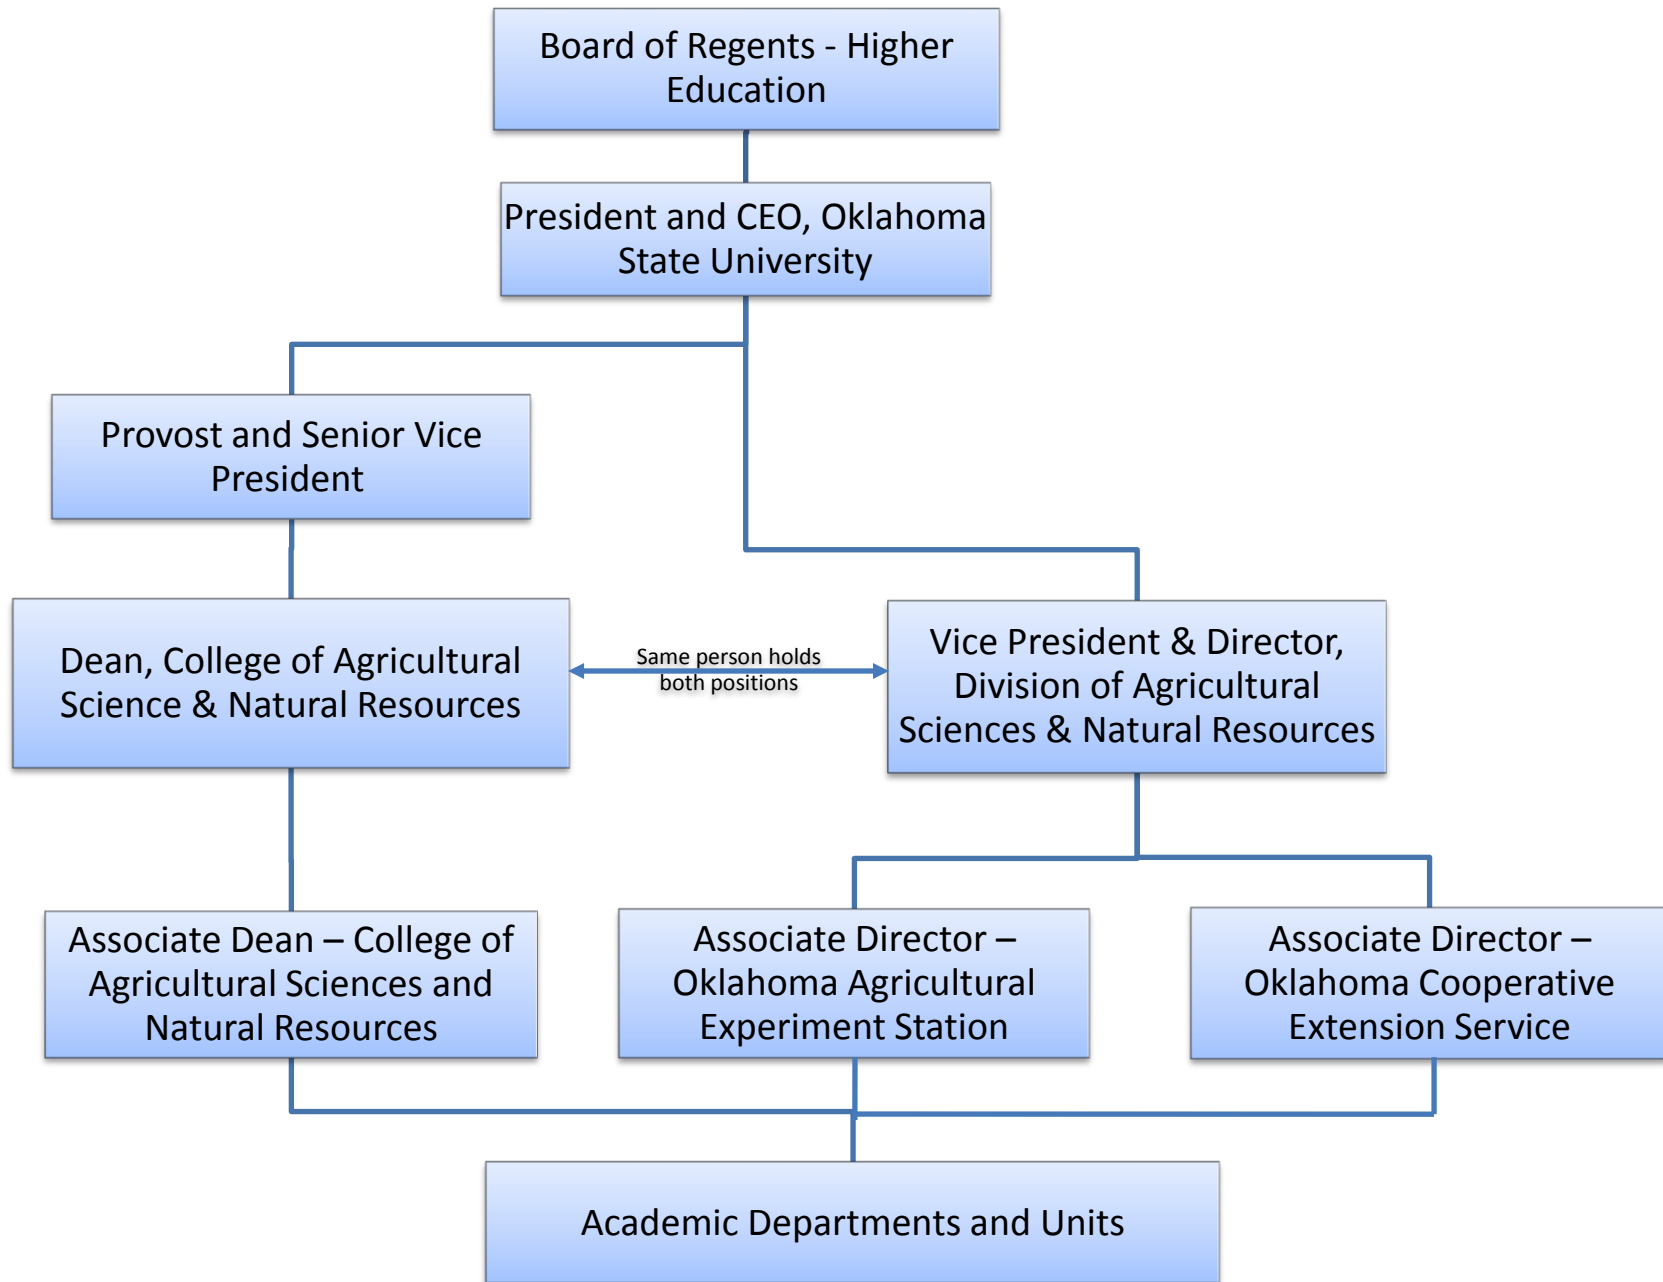 Board of Regents - Higher
Education
President and CEO, Oklahoma
State University
Provost and Senior Vice
President
Dean, College of Agricultural
Science & Natural Resources
Same person holds
both positions
Vice President & Director,
Division of Agricultural
Sciences & Natural Resources
Associate Dean – College of
Agricultural Sciences and
Natural Resources
Associate Director –
Oklahoma Agricultural
Experiment Station
Associate Director –
Oklahoma Cooperative
Extension Service
Academic Departments and Units